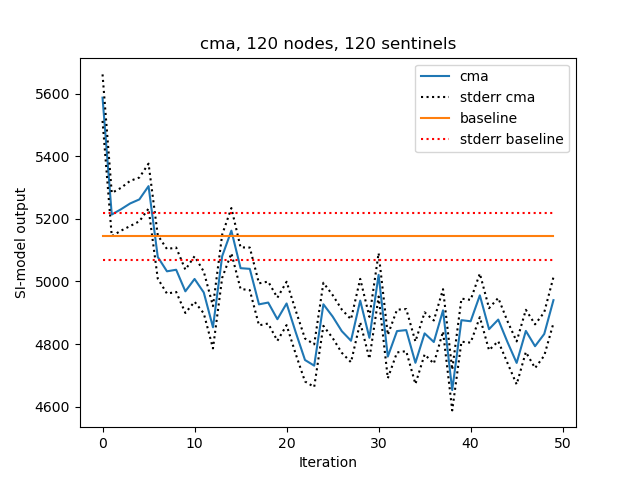 cma, 120 nodes, 120 sentinels
cma
stderr cma
baseline
stderr baseline
SI-model output
5600
5400
5200
5000
4800
4600
0 10 20 30 40 50
Iteration